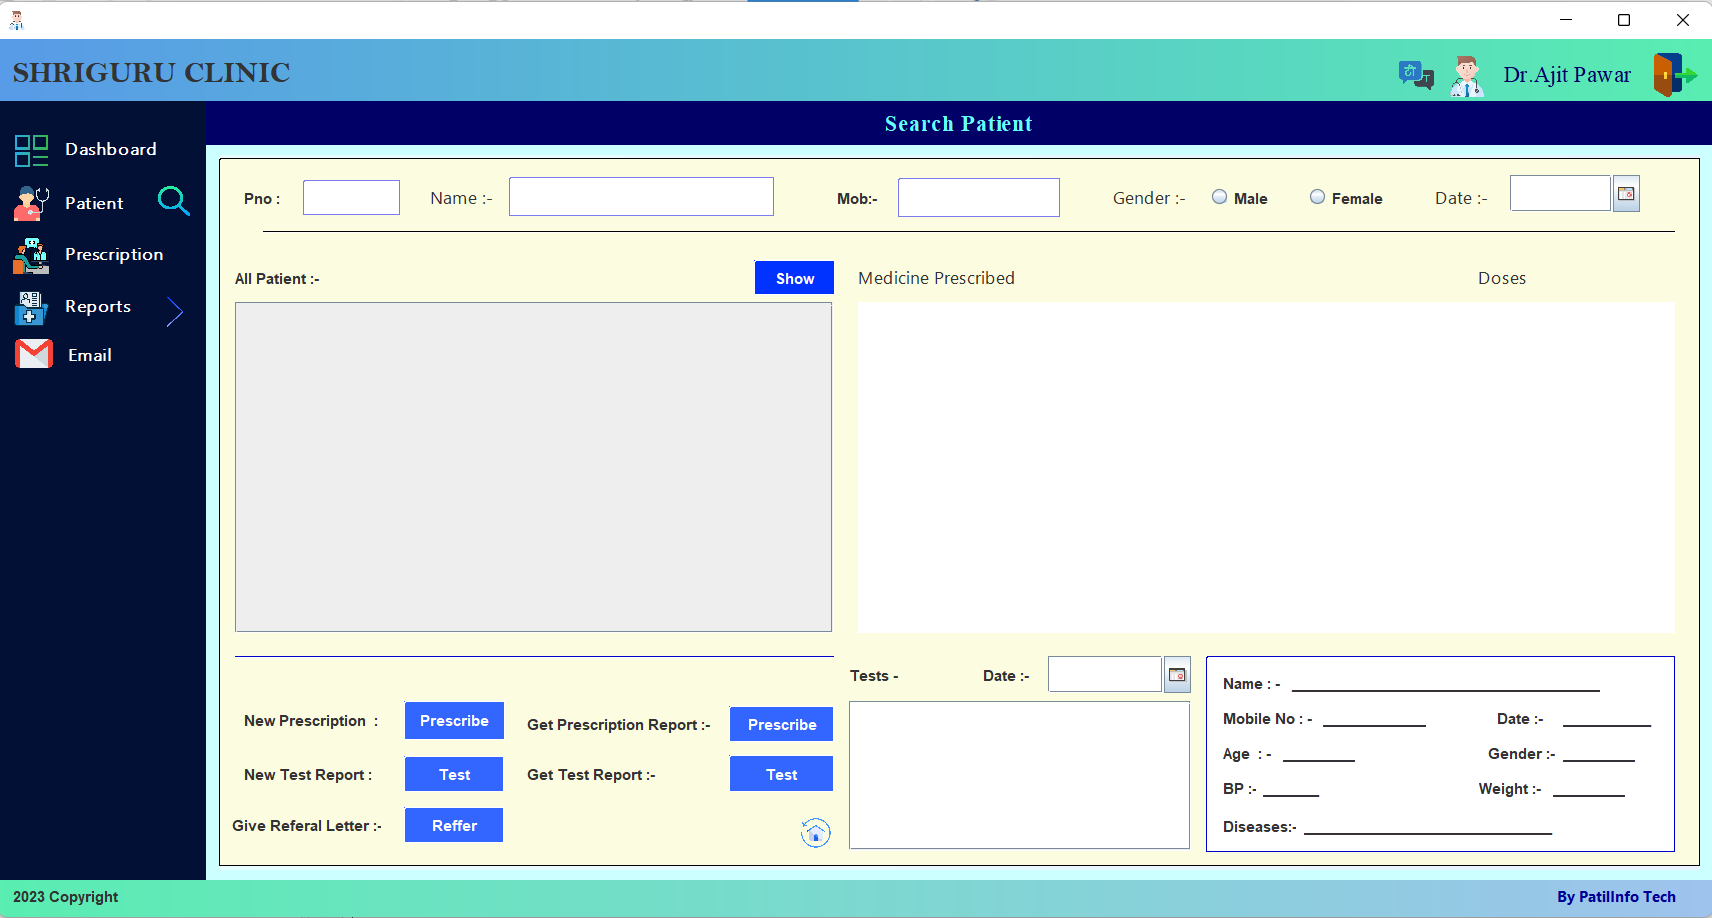 SHRIGURU CLINIC
हा T
Dr.Ajit Pawar
Search Patient
Dashboard
Patient
Prescription
Reports
Email
Pno : Name :- Mob:- Gender :- Male Female Date :-
All Patient :- Show Medicine Prescribed Doses
Tests - Date :-
New Prescription : Prescribe Get Prescription Report :- Prescribe
New Test Report : Test Get Test Report :- Test
Give Referal Letter :- Reffer
Name : -
Mobile No : - Date :-
Age : - Gender :-
BP :- Weight :-
Diseases:-
2023 Copyright
By PatilInfo Tech